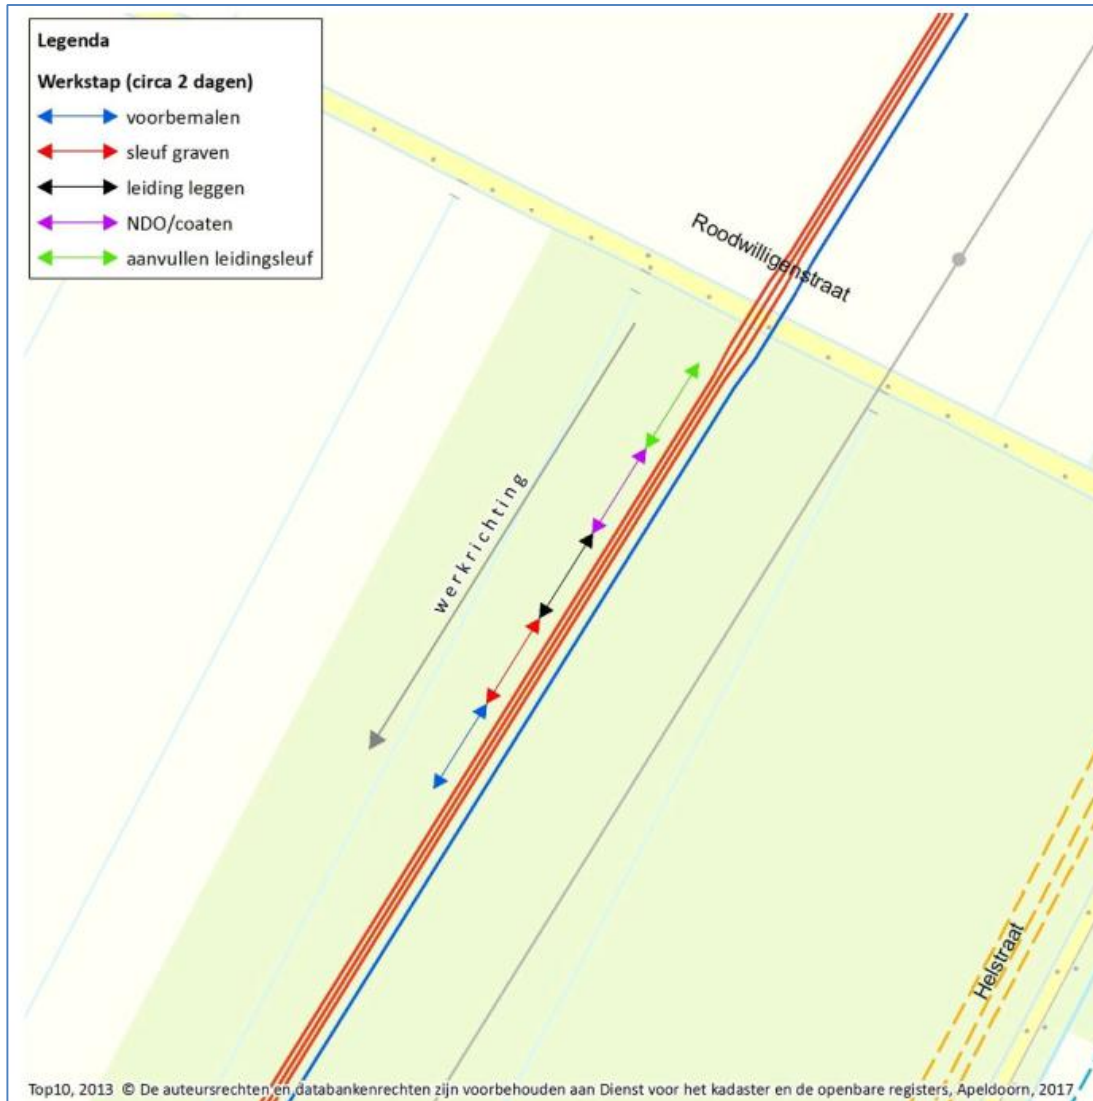 Legenda
Werkstap (circa 2 dagen)
voorbemalen
sleuf graven
leiding leggen
NDO/coaten
aanvullen leidingsleuf
Roodwilligenstraat
werkrichting
Helstraat
Top10, 2013 © De auteursrechten en databankenrechten zijn voorbehouden aan Dienst voor het kadaster en de openbare registers, Apeldoorn, 2017